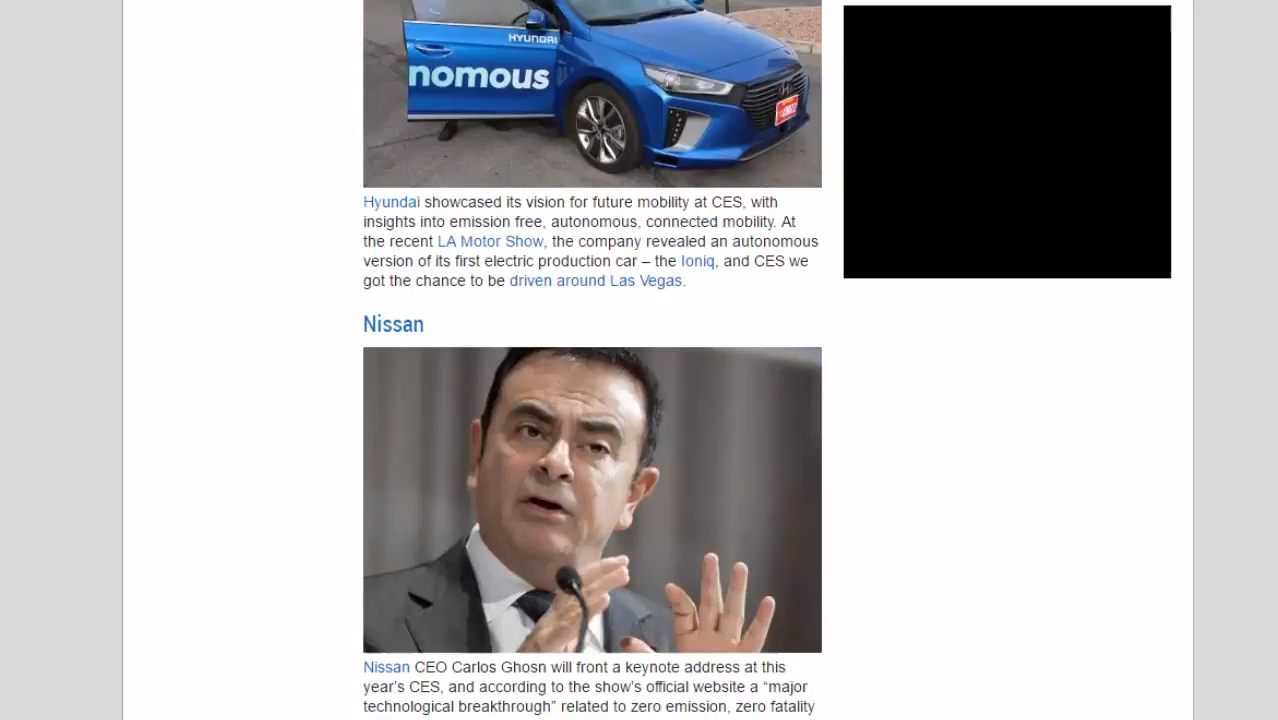 HYUNDAI
nomous
Hyundai showcased its vision for future mobility at CES, with
insights into emission free, autonomous, connected mobility. At
the recent LA Motor Show, the company revealed an autonomous
version of its first electric production car – the Ioniq, and CES we
got the chance to be driven around Las Vegas.
Nissan
Nissan CEO Carlos Ghosn will front a keynote address at this
year's CES, and according to the show's official website a “major
technological breakthrough” related to zero emission, zero fatality